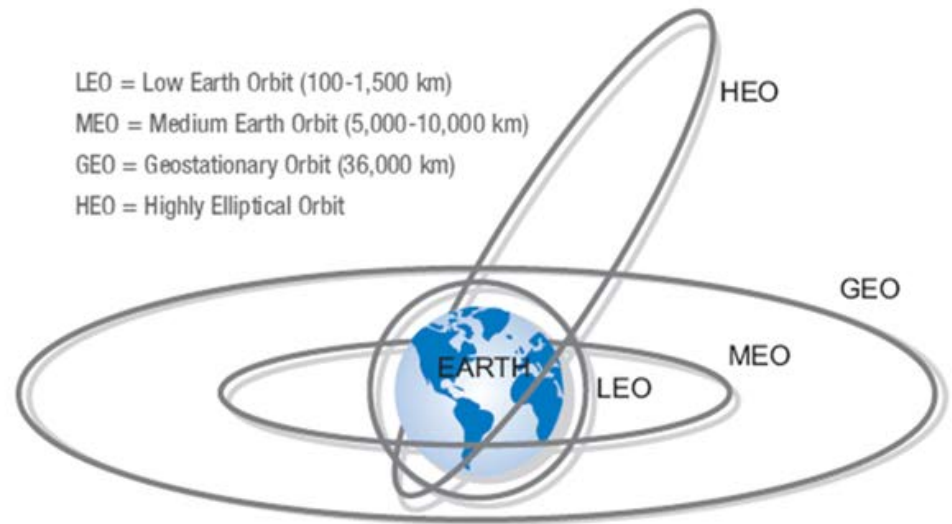 LEO = Low Earth Orbit (100-1,500 km)
MEO = Medium Earth Orbit (5,000-10,000 km)
GEO = Geostationary Orbit (36,000 km)
HEO = Highly Elliptical Orbit
HEO
GEO
MEO
EARTH
LEO